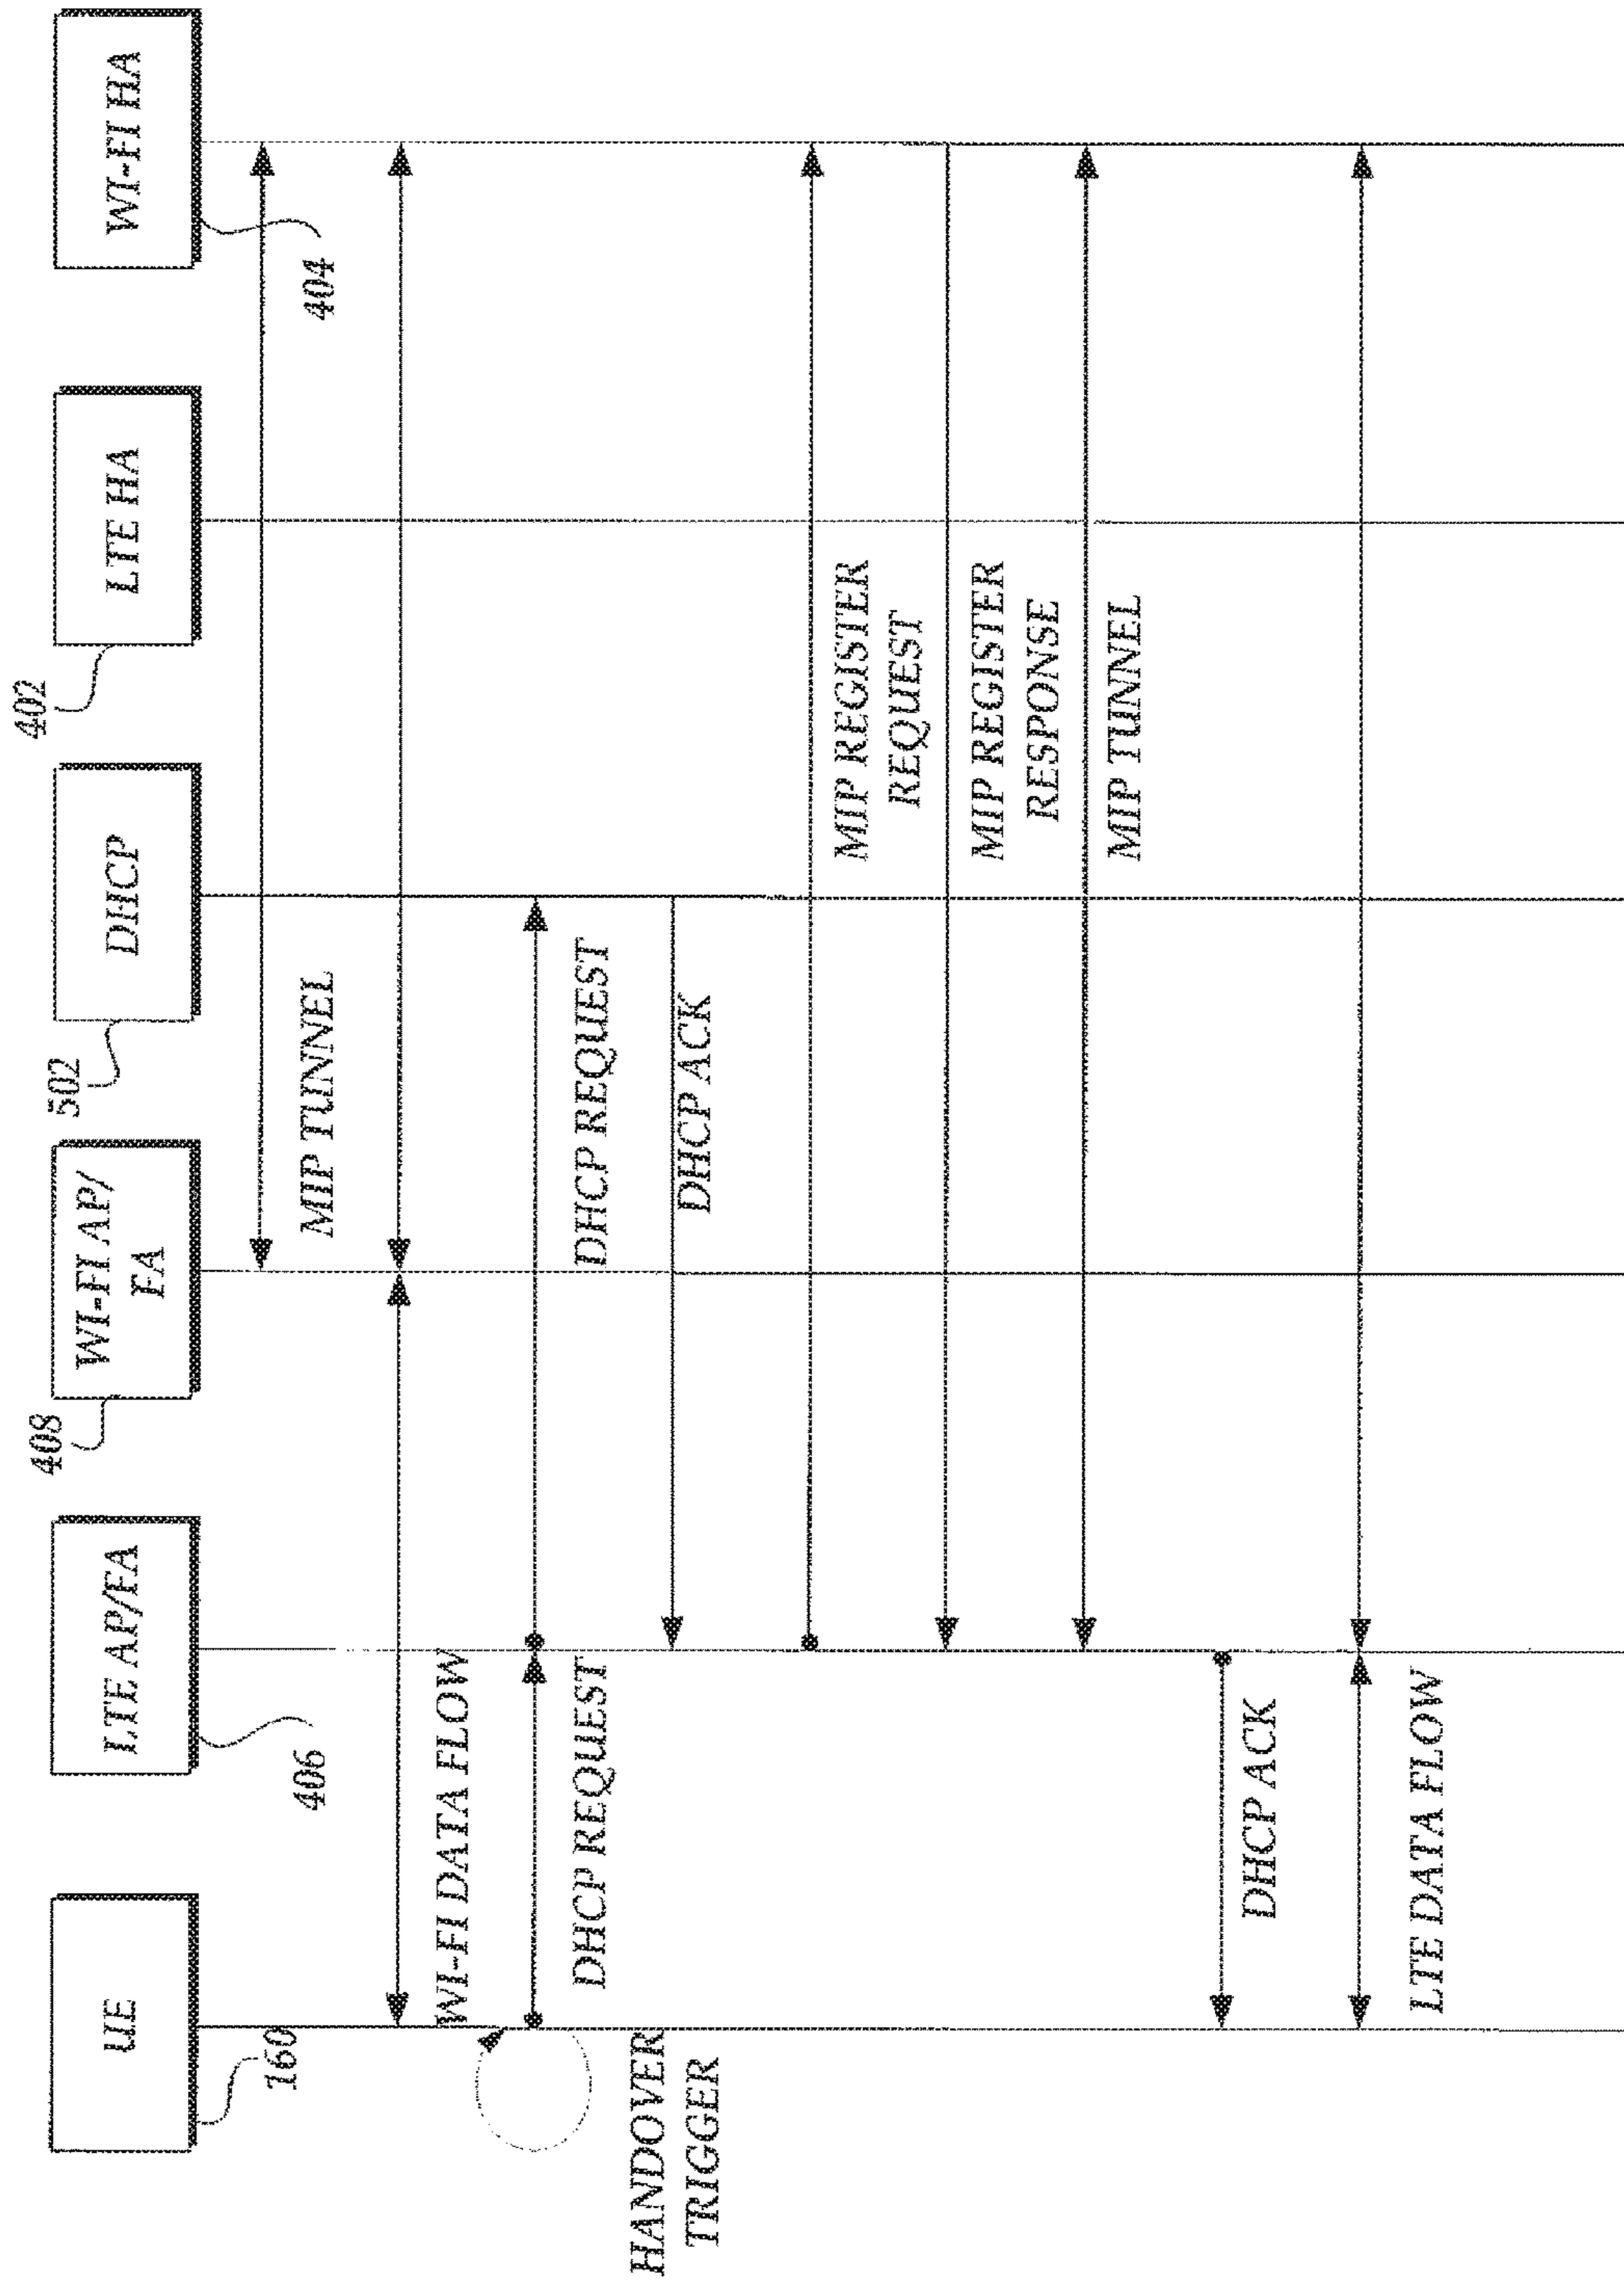 UE
160
LTE AP/FA
406
WI-FI AP/
FA
408
DHCP
502
LTE HA
402
WI-FI HA
404
MIP TUNNEL
WI-FI DATA FLOW
HANDOVER
TRIGGER
DHCP REQUEST
DHCP REQUEST
DHCP ACK
MIP REGISTER
REQUEST
MIP REGISTER
RESPONSE
MIP TUNNEL
DHCP ACK
LTE DATA FLOW